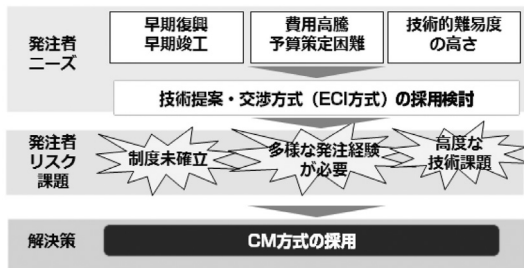 発注者
ニーズ
早期復興
早期竣工
費用高騰
予算策定困難
技術的難易度
の高さ
技術提案・交渉方式（ECI方式）の採用検討
発注者
リスク
課題
制度未確立
多様な発注経験
が必要
高度な
技術課題
解決策
CM方式の採用